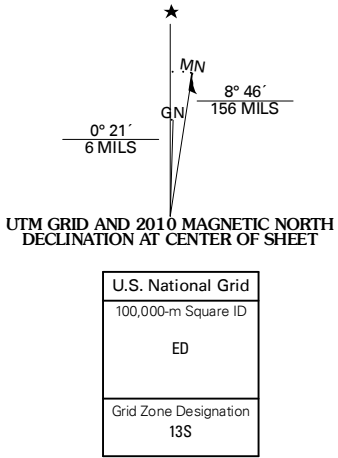 ★
MN
8° 46´
156 MILS
GN
0° 21´
6 MILS
UTM GRID AND 2010 MAGNETIC NORTH
DECLINATION AT CENTER OF SHEET
U.S. National Grid
100,000-m Square ID
ED
Grid Zone Designation
13S